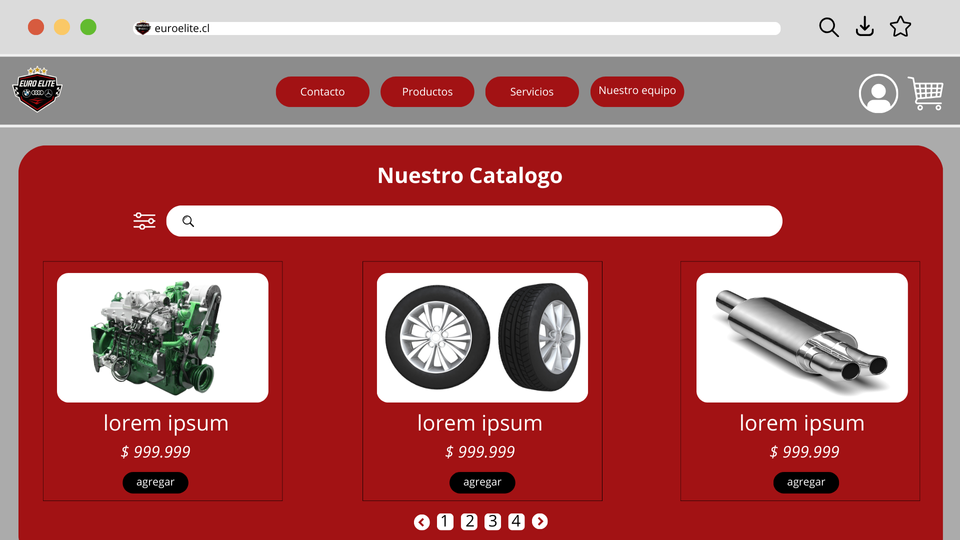 euroelite.cl
EURO ELITE
Contacto
Productos
Servicios
Nuestro equipo
Nuestro Catalogo
lorem ipsum
$ 999.999
agregar
lorem ipsum
$ 999.999
agregar
lorem ipsum
$ 999.999
agregar
1 2 3 4